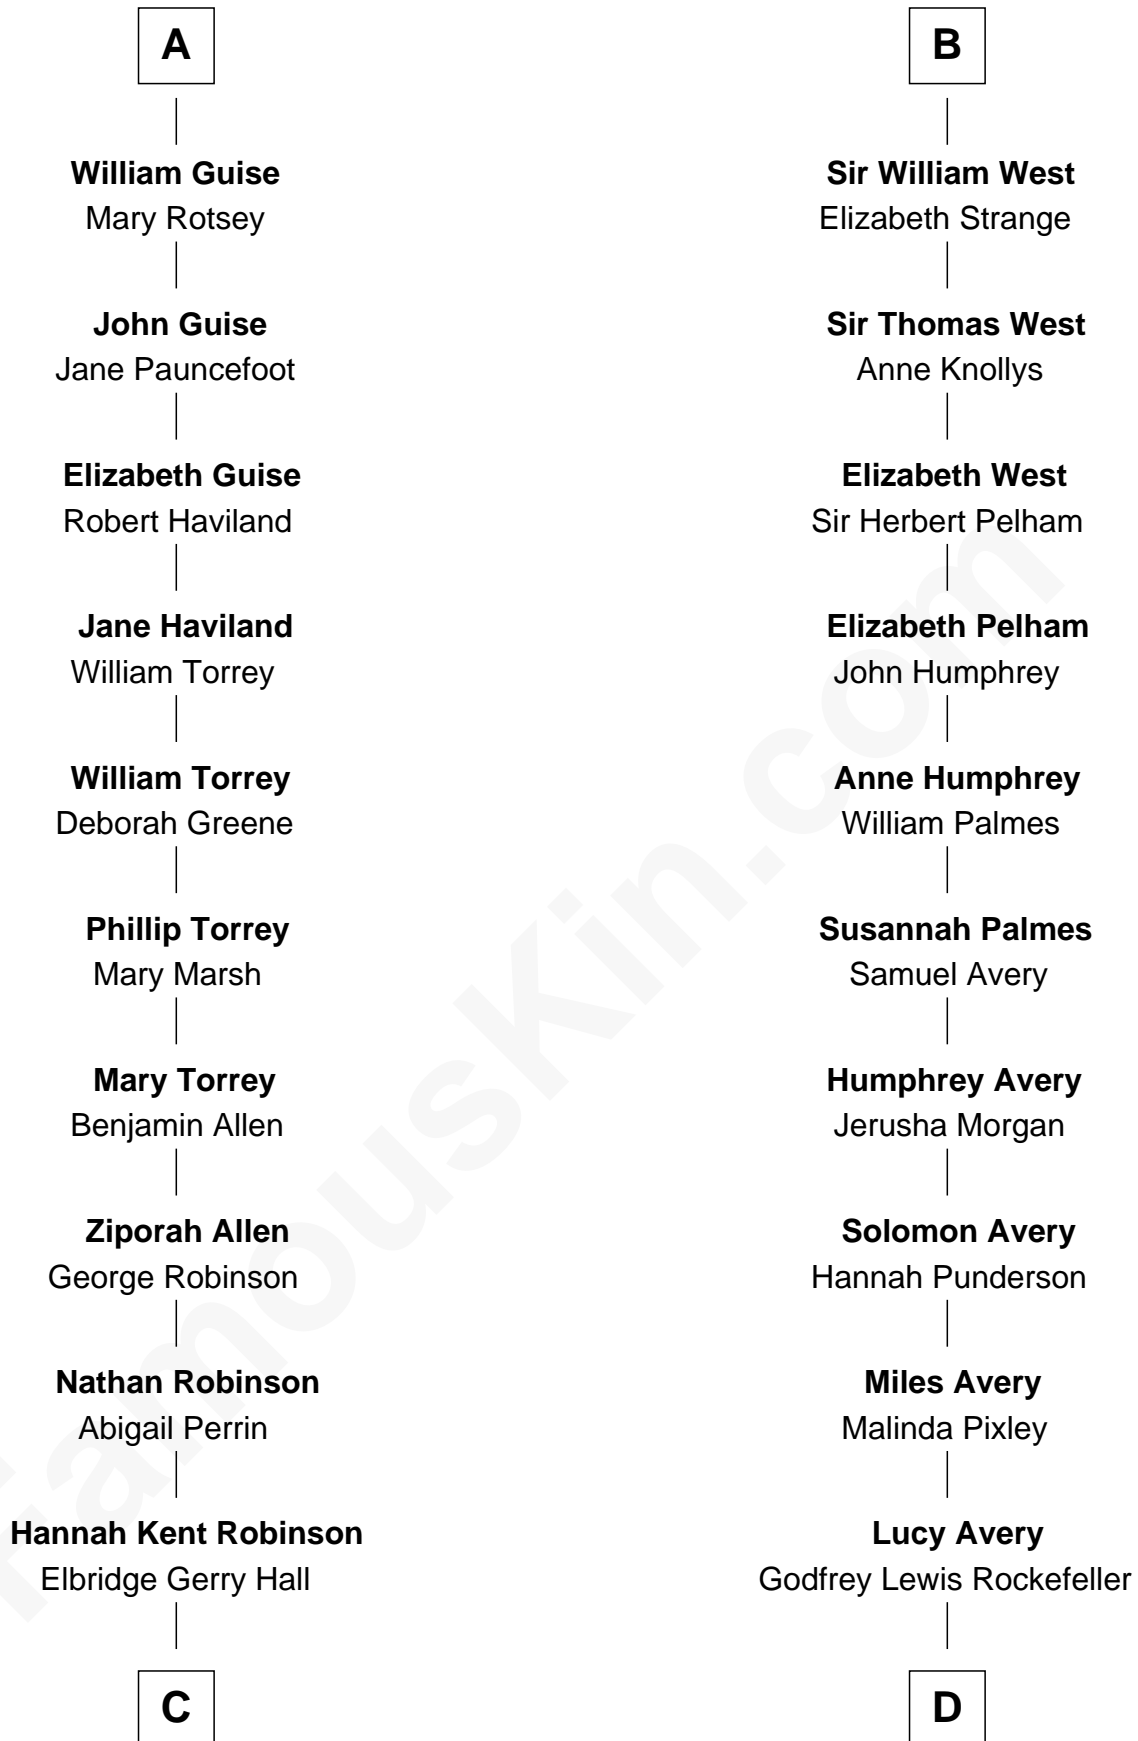 A
William Guise
Mary Rotsey
John Guise
Jane Pauncefoot
Elizabeth Guise
Robert Haviland
Jane Haviland
William Torrey
William Torrey
Deborah Greene
Phillip Torrey
Mary Marsh
Mary Torrey
Benjamin Allen
Ziporah Allen
George Robinson
Nathan Robinson
Abigail Perrin
Hannah Kent Robinson
Elbridge Gerry Hall
C
B
Sir William West
Elizabeth Strange
Sir Thomas West
Anne Knollys
Elizabeth West
Sir Herbert Pelham
Elizabeth Pelham
John Humphrey
Anne Humphrey
William Palmes
Susannah Palmes
Samuel Avery
Humphrey Avery
Jerusha Morgan
Solomon Avery
Hannah Punderson
Miles Avery
Malinda Pixley
Lucy Avery
Godfrey Lewis Rockefeller
D
FamousKin.com